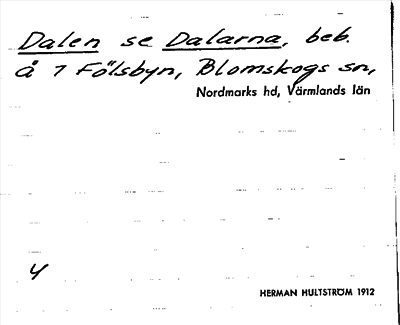 Dalen se Dalarna, beb.
å 7 Fölsbyn, Blomskogs sn,
Nordmarks hd, Värmlands län
4
HERMAN HULTSTRÖM 1912